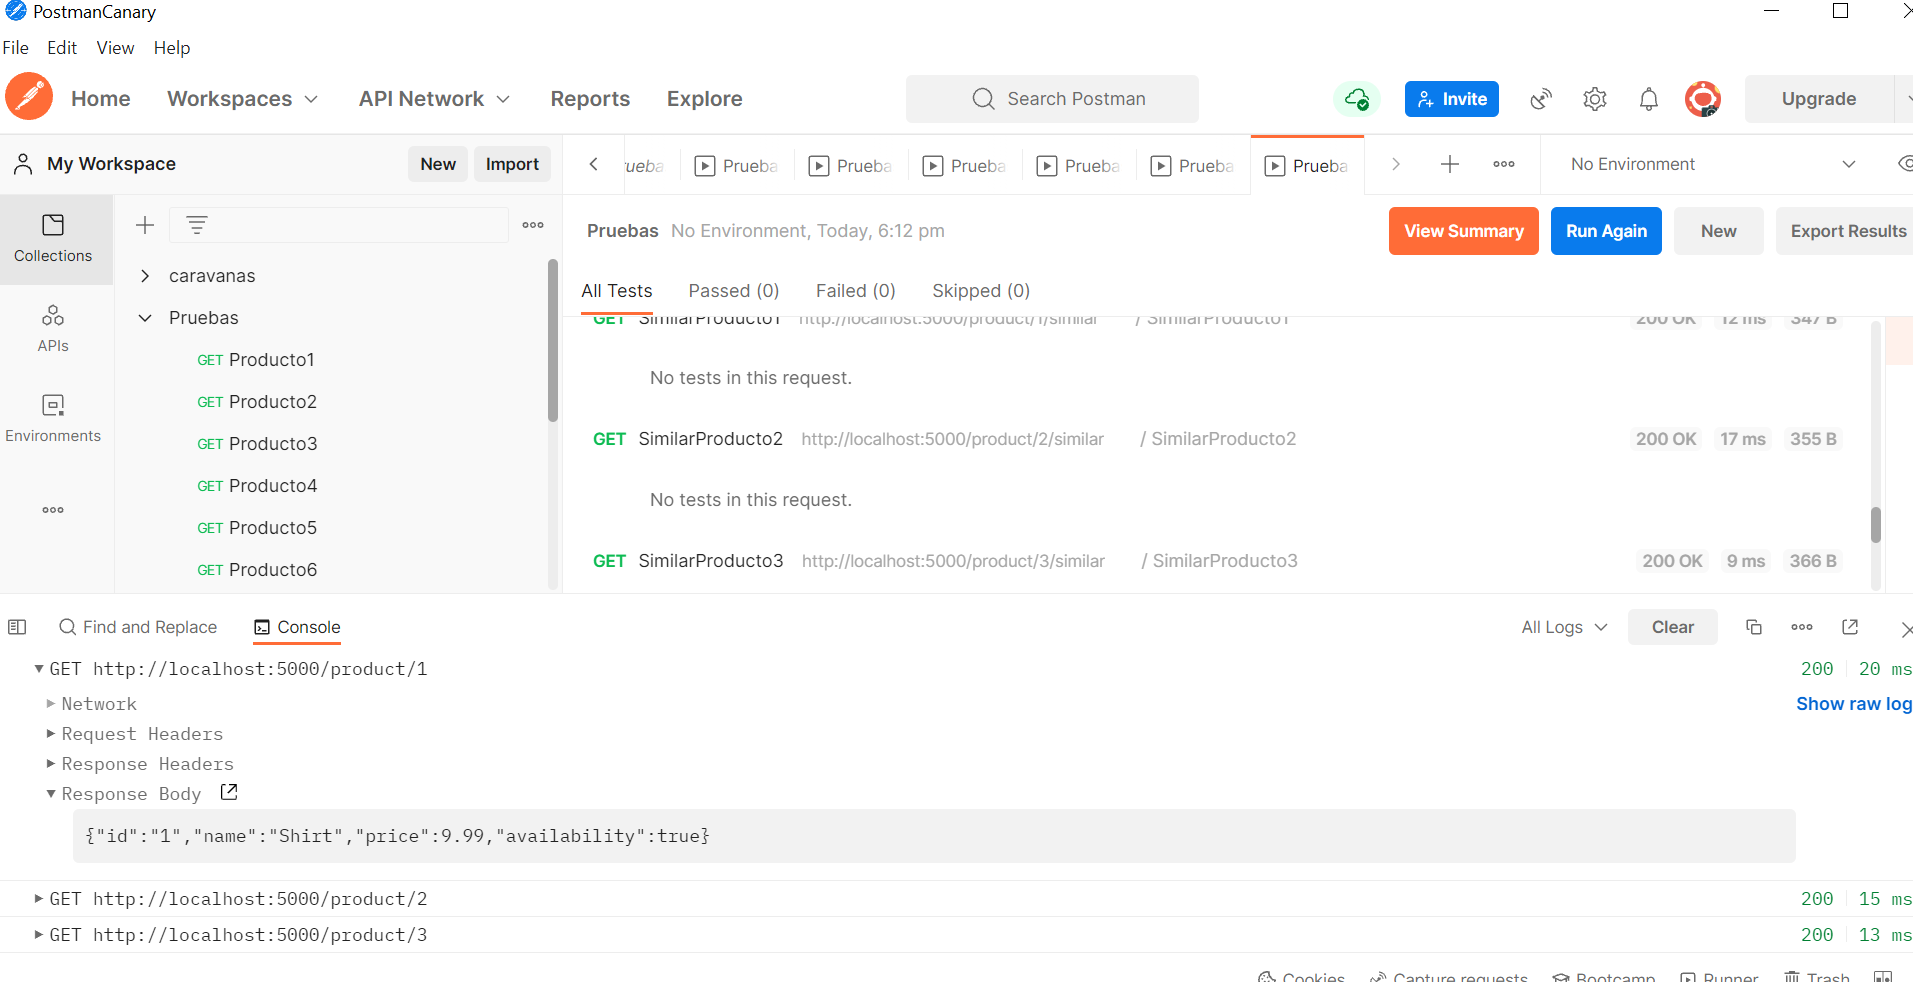 PostmanCanary
File Edit View Help
Home Workspaces API Network Reports Explore Search Postman Invite Upgrade
My Workspace New Import rueba Prueba Prueba Prueba Prueba Prueba Prueba No Environment
Collections
APIs
Environments
caravanas
Pruebas
GET Producto1
GET Producto2
GET Producto3
GET Producto4
GET Producto5
GET Producto6
Pruebas No Environment, Today, 6:12 pm View Summary Run Again New Export Results
All Tests Passed (0) Failed (0) Skipped (0)
GET SimilarProducto1 http://localhost:5000/product/1/similar / SimilarProducto1 200 OK 12 ms 347 B
No tests in this request.
GET SimilarProducto2 http://localhost:5000/product/2/similar / SimilarProducto2 200 OK 17 ms 355 B
No tests in this request.
GET SimilarProducto3 http://localhost:5000/product/3/similar / SimilarProducto3 200 OK 9 ms 366 B
Find and Replace Console All Logs Clear
GET http://localhost:5000/product/1 200 20 ms
Network Show raw log
Request Headers
Response Headers
Response Body
{"id":"1","name":"Shirt","price":9.99,"availability":true}
GET http://localhost:5000/product/2 200 15 ms
GET http://localhost:5000/product/3 200 13 ms
Cookies Capture requests Bootcamp Runner Trash